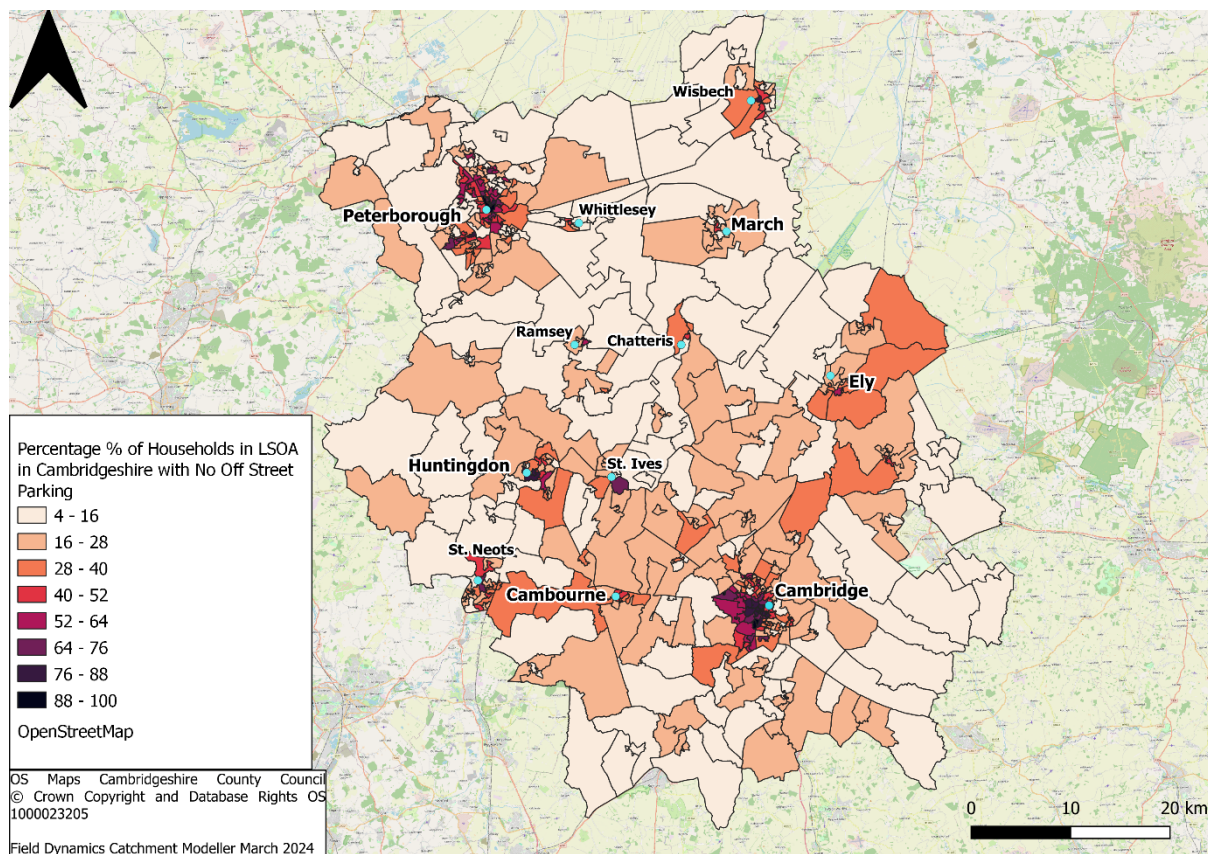 Wisbech
Peterborough
Whittlesey
March
Ramsey
Chatteris
Ely
Huntingdon
St. Ives
St. Neots
Cambourne
Cambridge
Percentage % of Households in LSOA
in Cambridgeshire with No Off Street
Parking
4 - 16
16 - 28
28 - 40
40 - 52
52 - 64
64 - 76
76 - 88
88 - 100
OpenStreetMap
OS Maps Cambridgeshire County Council
© Crown Copyright and Database Rights OS
1000023205
Field Dynamics Catchment Modeller March 2024
0 10 20 km